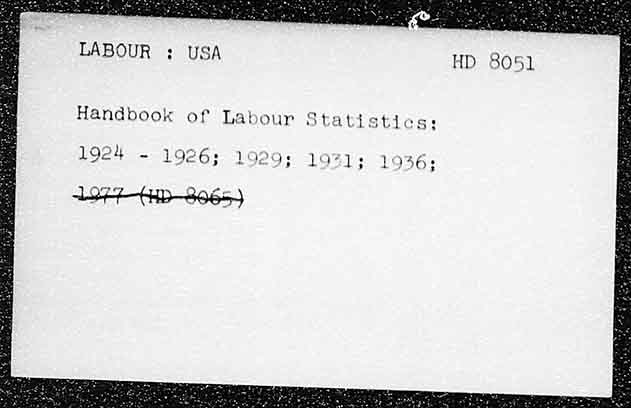 LABOUR : USA HD 8051
Handbook of Labour Statistics:
1924 - 1926; 1929; 1931; 1936;
1977 (HD 8065)